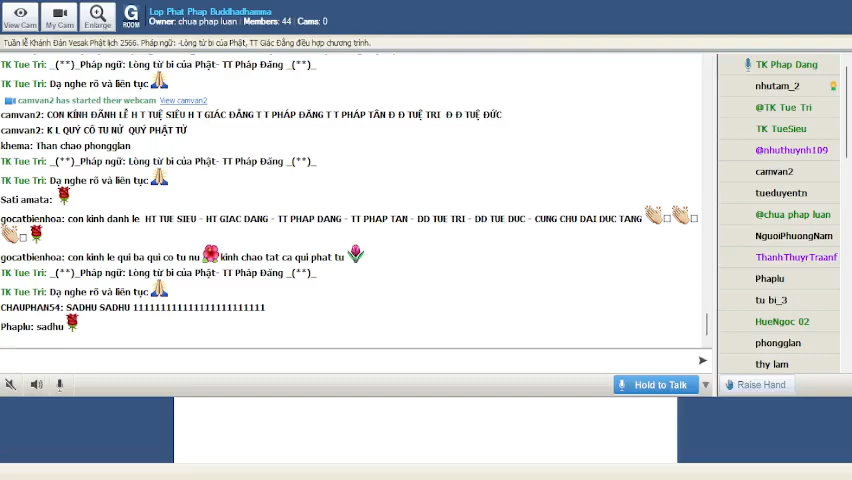 View Cam
My Cam
Enlarge
G
ROOM
Lop Phat Phap Buddhadhamma
Owner: chua phap luan | Members: 44 | Cams: 0
Tuần lễ Khánh Đản Vesak Phật lịch 2566. Pháp ngữ: -Lòng từ bi của Phật, TT Giác Đẳng điều hợp chương trình.
TK Tue Tri: _(**)_Pháp ngữ: Lòng từ bi của Phật- TT Pháp Đăng _(**)_
TK Tue Tri: Dạ nghe rõ và liên tục 🙏
camvan2 has started their webcam View camvan2
camvan2: CON KÍNH ĐÃNH LỄ H T TUỆ SIÊU H T GIÁC ĐẲNG T T PHÁP ĐĂNG T T PHÁP TÂN Đ Đ TUỆ TRI Đ Đ TUỆ ĐỨC
camvan2: K L QUÝ CÔ TU NỮ QUÝ PHẬT TỬ
khema: Than chao phongglan
TK Tue Tri: _(**)_Pháp ngữ: Lòng từ bi của Phật- TT Pháp Đăng _(**)_
TK Tue Tri: Dạ nghe rõ và liên tục 🙏
Sati amata: 🌹
gocatbienhoa: con kinh danh le HT TUE SIEU - HT GIAC DANG - TT PHAP DANG - TT PHAP TAN - DD TUE TRI - DD TUE DUC - CUNG CHU DAI DUC TANG 👏□ 👏□
👏□ 🌹
gocatbienhoa: con kinh le qui ba qui co tu nu 🌺 kinh chao tat ca qui phat tu 🌷
TK Tue Tri: _(**)_Pháp ngữ: Lòng từ bi của Phật- TT Pháp Đăng _(**)_
TK Tue Tri: Dạ nghe rõ và liên tục 🙏
CHAUPHAN54: SADHU SADHU 11111111111111111111111
Phaplu: sadhu 🌹
Hold to Talk
TK Phap Dang
nhutam_2
@TK Tue Tri
TK TueSieu
@nhuthuynh109
camvan2
tueduyentn
@chua phap luan
NguoiPhuongNam
ThanhThuyrTraanf
Phaplu
tu bi_3
HueNgoc 02
phongglan
thy lam
Raise Hand